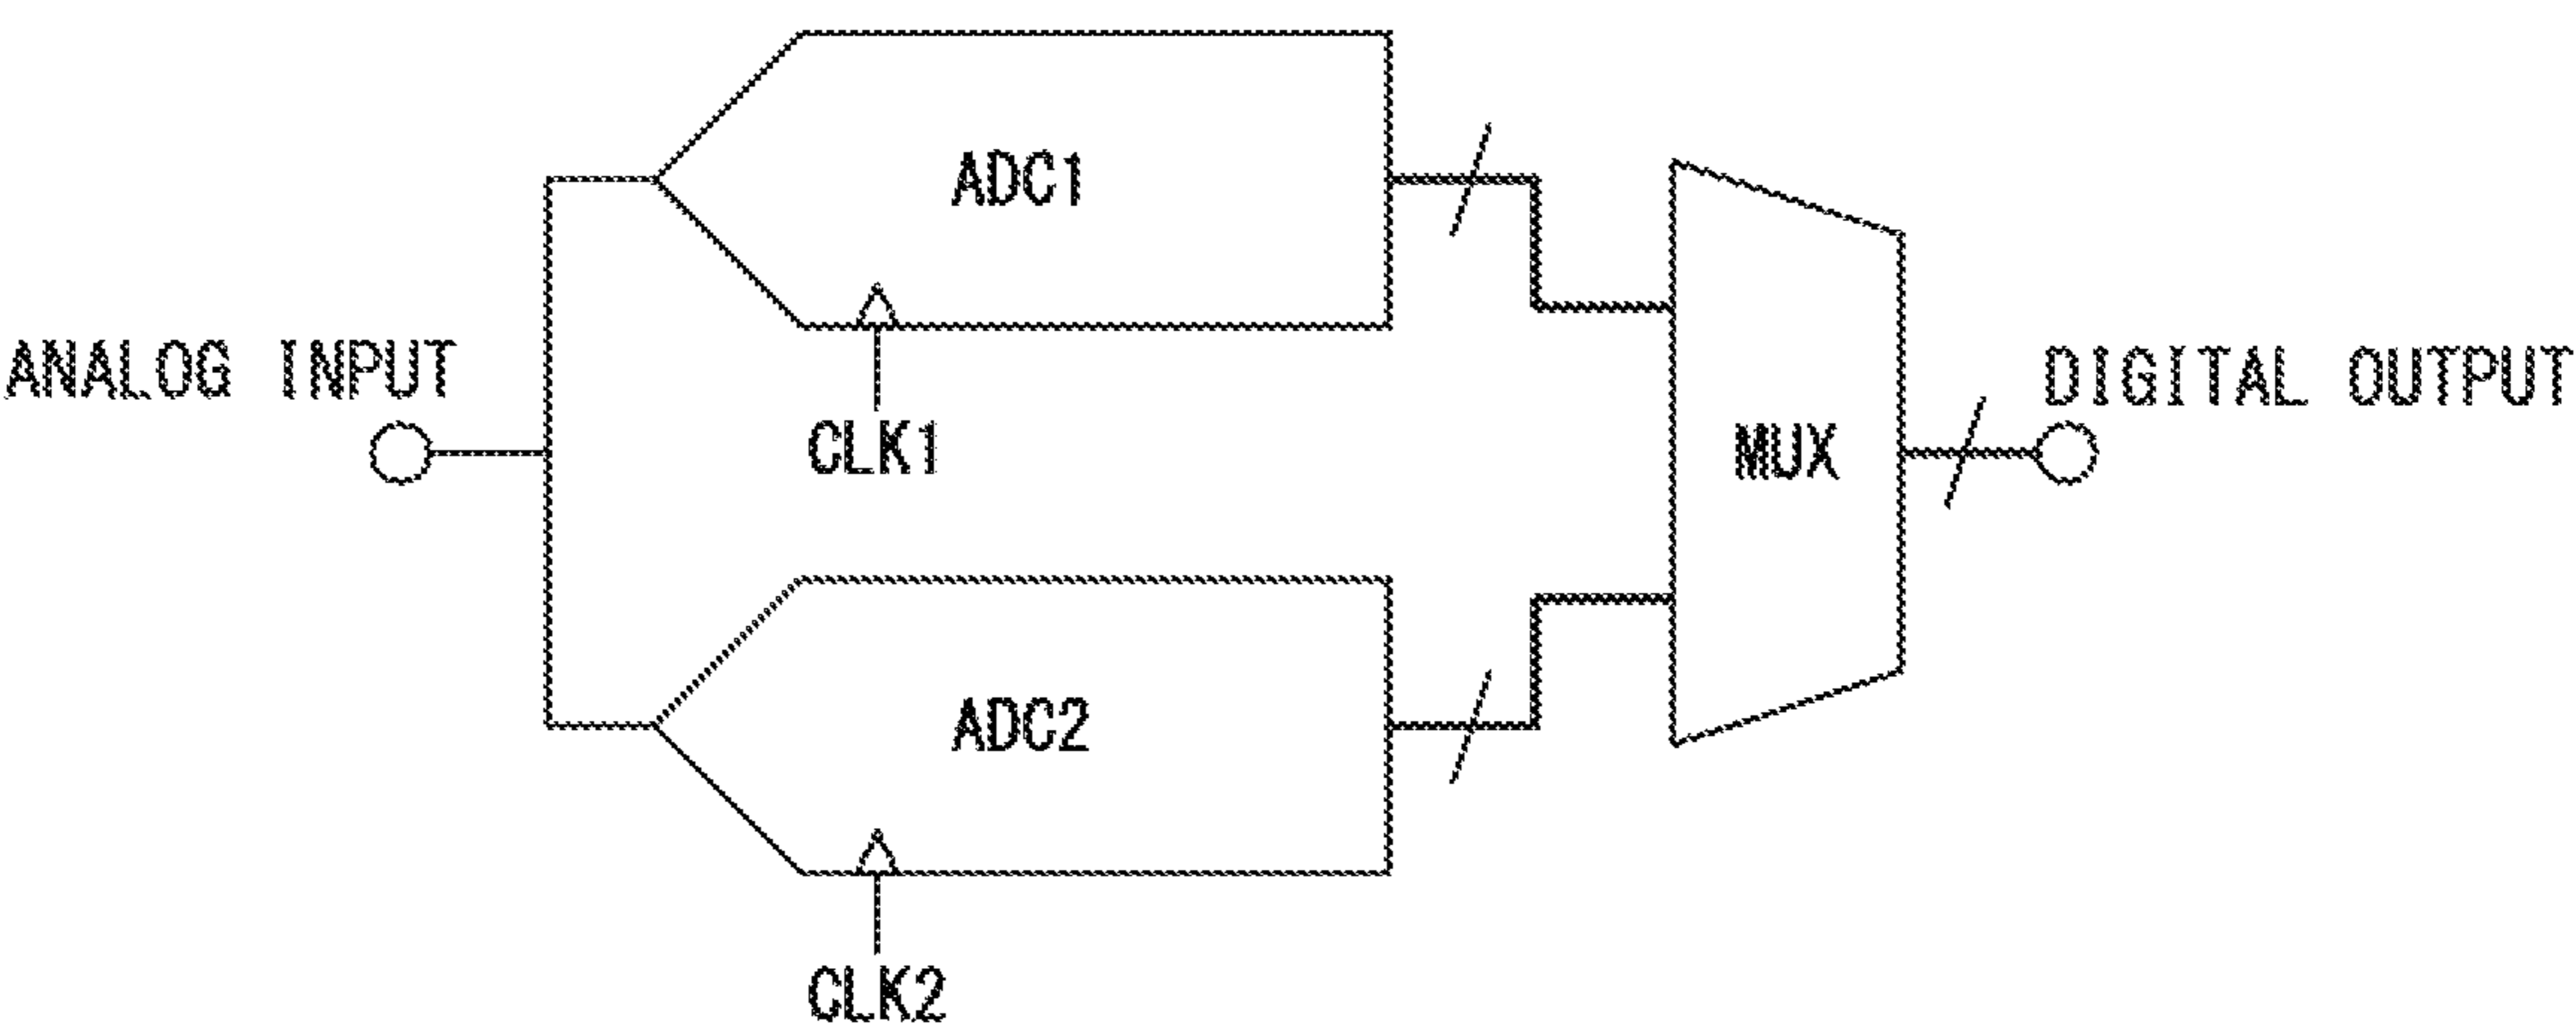 ADC1
ANALOG INPUT
DIGITAL OUTPUT
CLK1
MUX
ADC2
CLK2